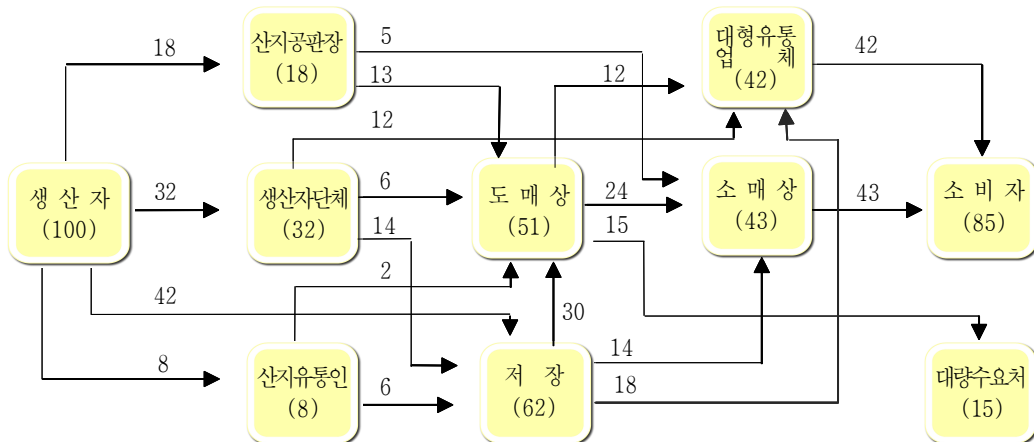 산지공판장
(18)
대형유통
업 체
(42)
생 산 자
(100)
생산자단체
(32)
도 매 상
(51)
소 매 상
(43)
소 비 자
(85)
산지유통인
(8)
저 장
(62)
대량수요처
(15)
18
5
13
12
42
12
32
6
14
24
15
43
2
42
30
8
6
14
18